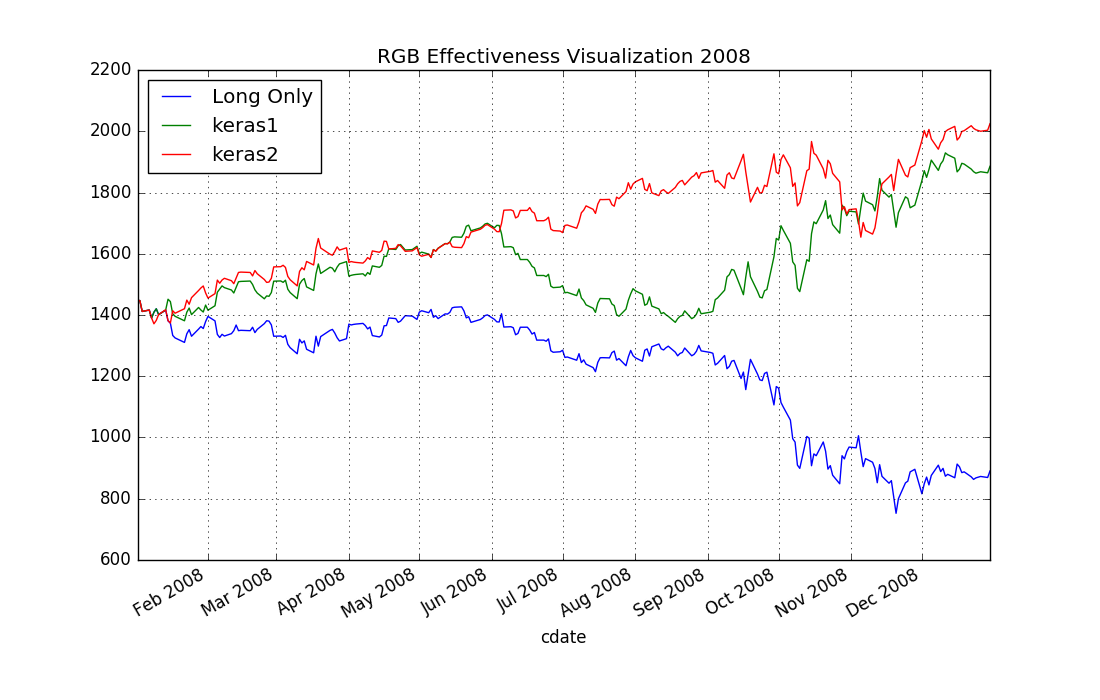 RGB Effectiveness Visualization 2008
2200
2000
1800
1600
1400
1200
1000
800
600
Long Only
keras1
keras2
Feb 2008
Mar 2008
Apr 2008
May 2008
Jun 2008
Jul 2008
Aug 2008
Sep 2008
Oct 2008
Nov 2008
Dec 2008
cdate